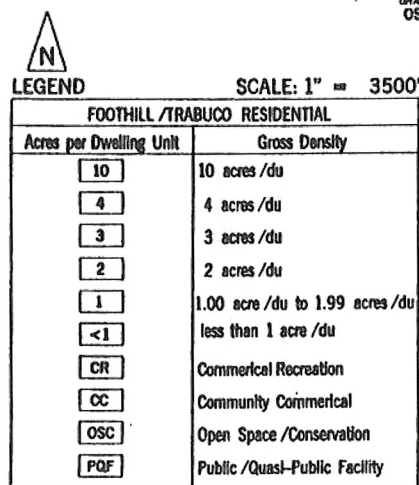 OS
N
LEGEND SCALE: 1" = 3500'
FOOTHILL /TRABUCO RESIDENTIAL
Acres per Dwelling Unit Gross Density
10 10 acres /du
4 4 acres /du
3 3 acres /du
2 2 acres /du
1 1.00 acre /du to 1.99 acres /du
<1 less than 1 acre /du
CR Commerical Recreation
CC Community Commerical
OSC Open Space /Conservation
PQF Public /Quasi-Public Facility